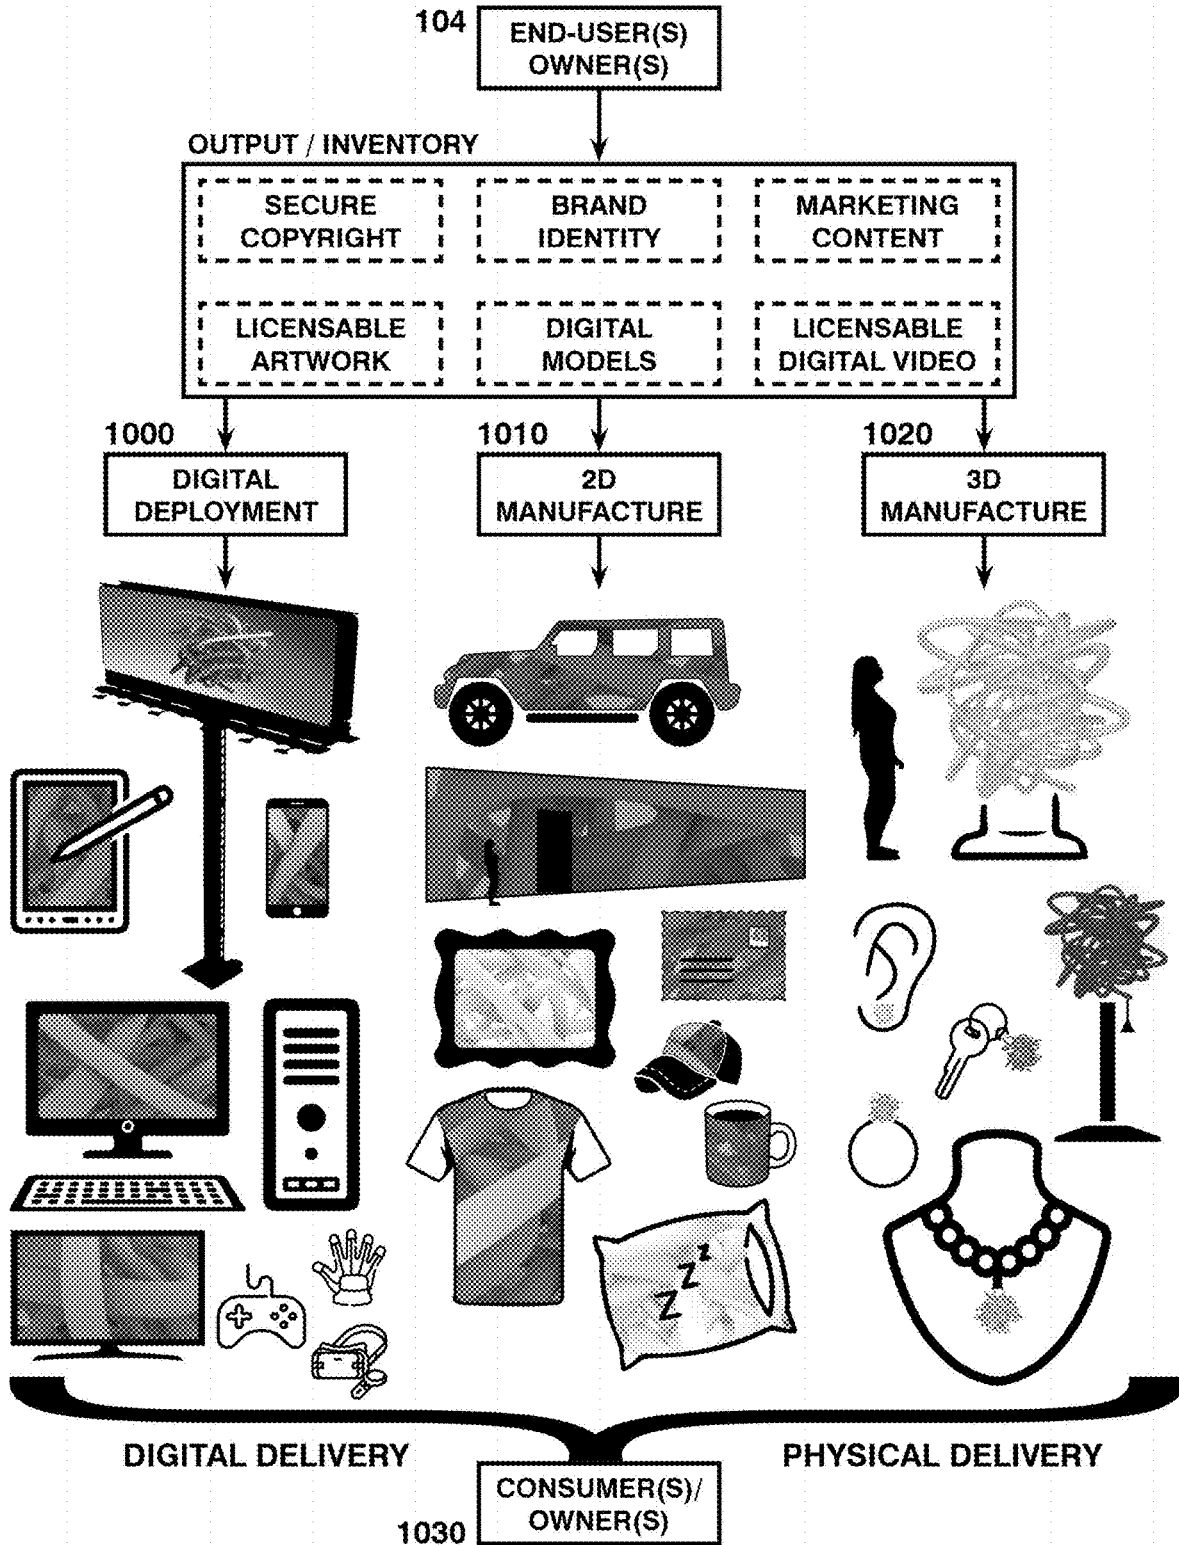 104
END-USER(S)
OWNER(S)
OUTPUT / INVENTORY
SECURE
COPYRIGHT
BRAND
IDENTITY
MARKETING
CONTENT
LICENSABLE
ARTWORK
DIGITAL
MODELS
LICENSABLE
DIGITAL VIDEO
1000
DIGITAL
DEPLOYMENT
1010
2D
MANUFACTURE
1020
3D
MANUFACTURE
Z Z Z
DIGITAL DELIVERY
PHYSICAL DELIVERY
CONSUMER(S)/
OWNER(S)
1030